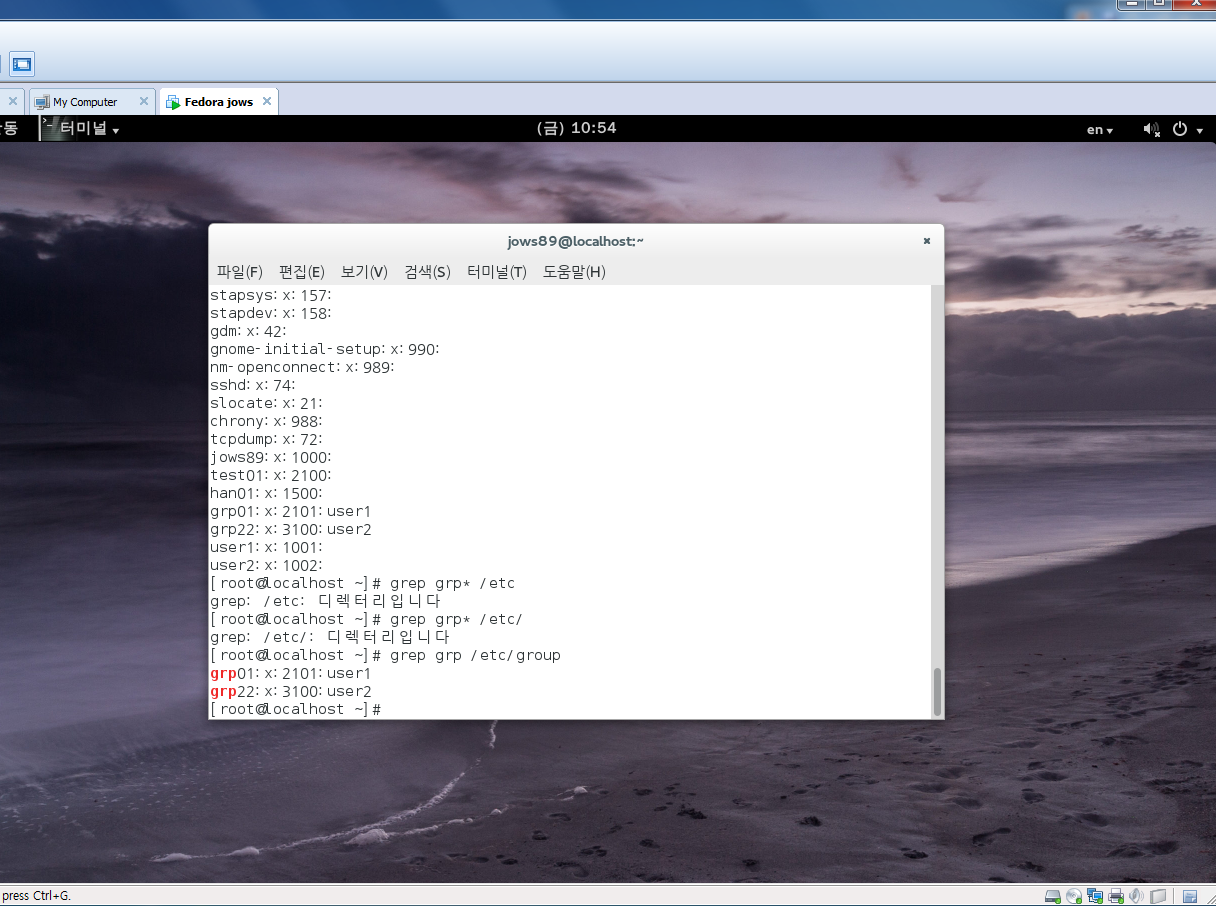 My Computer
Fedora jows
동
터미널
(금) 10:54
en
jows89@localhost:~
파일(F) 편집(E) 보기(V) 검색(S) 터미널(T) 도움말(H)
stapsys:x:157:
stapdev:x:158:
gdm:x:42:
gnome-initial-setup:x:990:
nm-openconnect:x:989:
sshd:x:74:
slocate:x:21:
chrony:x:988:
tcpdump:x:72:
jows89:x:1000:
test01:x:2100:
han01:x:1500:
grp01:x:2101:user1
grp22:x:3100:user2
user1:x:1001:
user2:x:1002:
[root@localhost ~]# grep grp* /etc
grep: /etc: 디렉터리입니다
[root@localhost ~]# grep grp* /etc/
grep: /etc/: 디렉터리입니다
[root@localhost ~]# grep grp /etc/group
grp01:x:2101:user1
grp22:x:3100:user2
[root@localhost ~]#
press Ctrl+G.